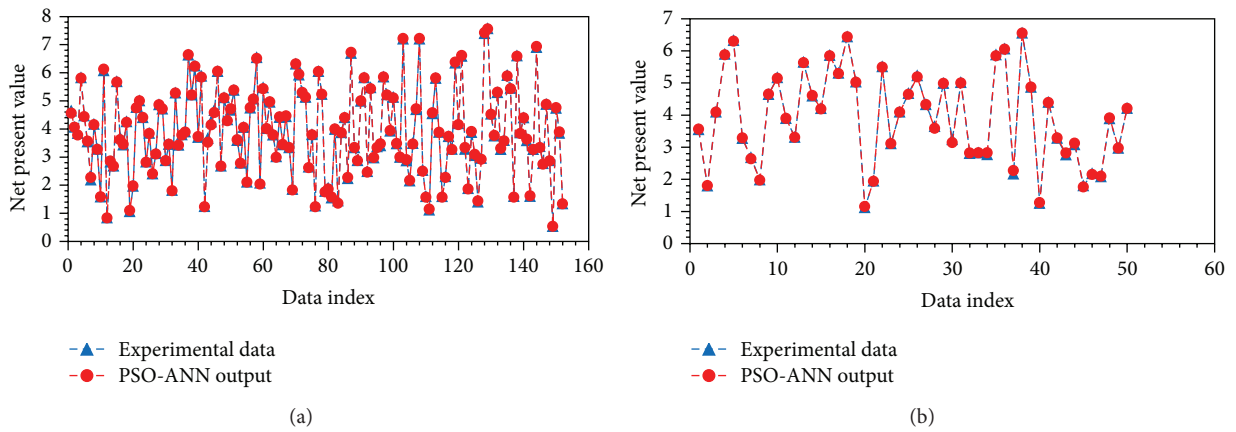 8
7
6
5
4
3
2
1
0
Net present value
0 20 40 60 80 100 120 140 160
Data index
Experimental data
PSO-ANN output
(a)
7
6
5
4
3
2
1
0
Net present value
0 10 20 30 40 50 60
Data index
Experimental data
PSO-ANN output
(b)